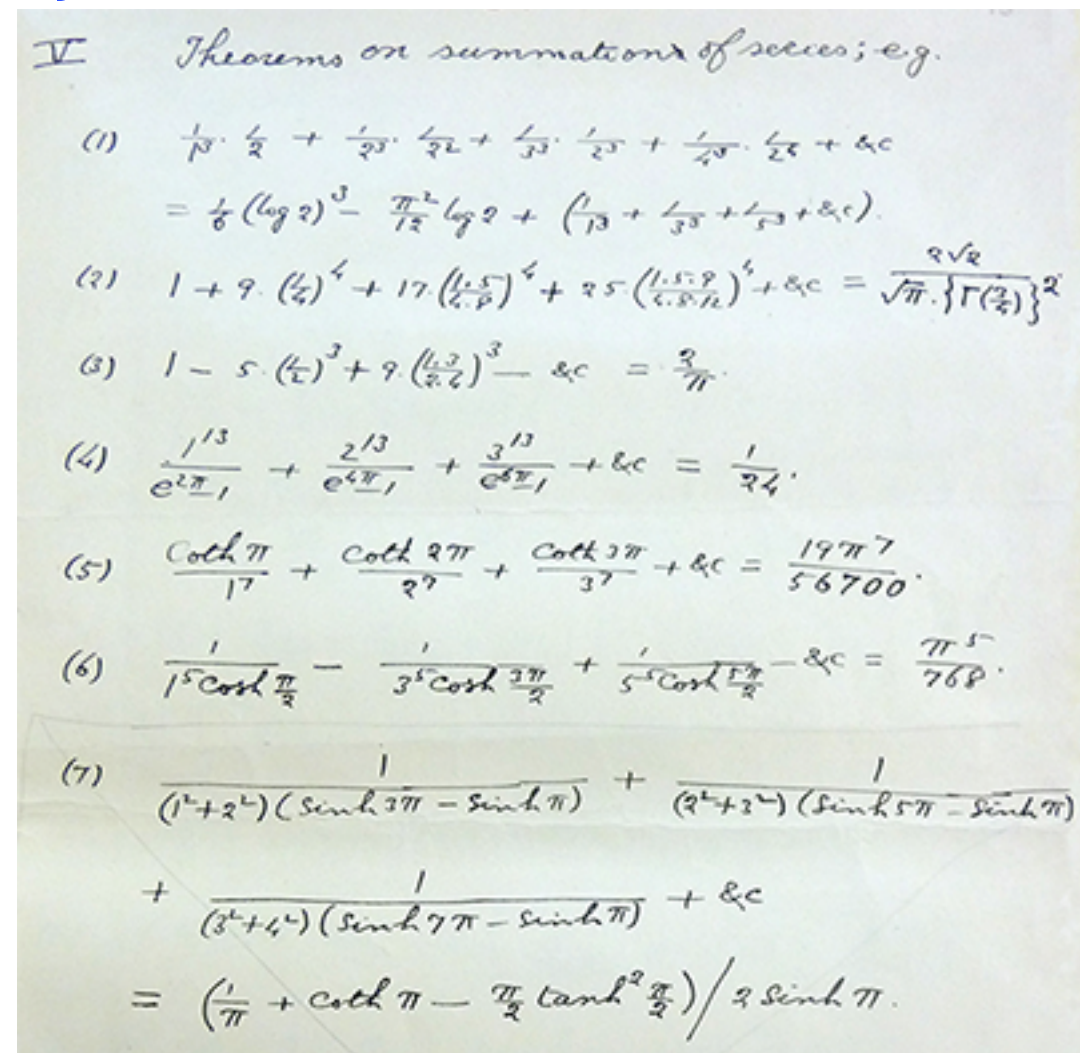 V Theorems on summations of series; e.g.
(1) 1/1³ · 1/2 + 1/2³ · 1/2² + 1/3³ · 1/2³ + 1/4³ · 1/2⁴ + &c
= 1/6 (log 2)³ − π²/12 log 2 + (1/1³ + 1/3³ + 1/5³ + &c).
(2) 1 + 9·(1/4)⁴ + 17·(1.5/4.8)⁴ + 25·(1.5.9/4.8.12)⁴ + &c = 2√2/(√π·{Γ(3/4)}²)
(3) 1 − 5·(1/2)³ + 9·(1.3/2.4)³ − &c = 2/π.
(4) 1¹³/(e^{2π}−1) + 2¹³/(e^{4π}−1) + 3¹³/(e^{6π}−1) + &c = 1/24.
(5) Coth π/1⁷ + Coth 2π/2⁷ + Coth 3π/3⁷ + &c = 19π⁷/56700.
(6) 1/(1⁵ Cosh π/2) − 1/(3⁵ Cosh 3π/2) + 1/(5⁵ Cosh 5π/2) − &c = π⁵/768.
(7) 1/((1²+2²)(Sinh 3π − Sinh π)) + 1/((2²+3²)(Sinh 5π − Sinh π))
+ 1/((3²+4²)(Sinh 7π − Sinh π)) + &c
= (1/π + Coth π − π/2 tanh² π/2)/2 Sinh π.